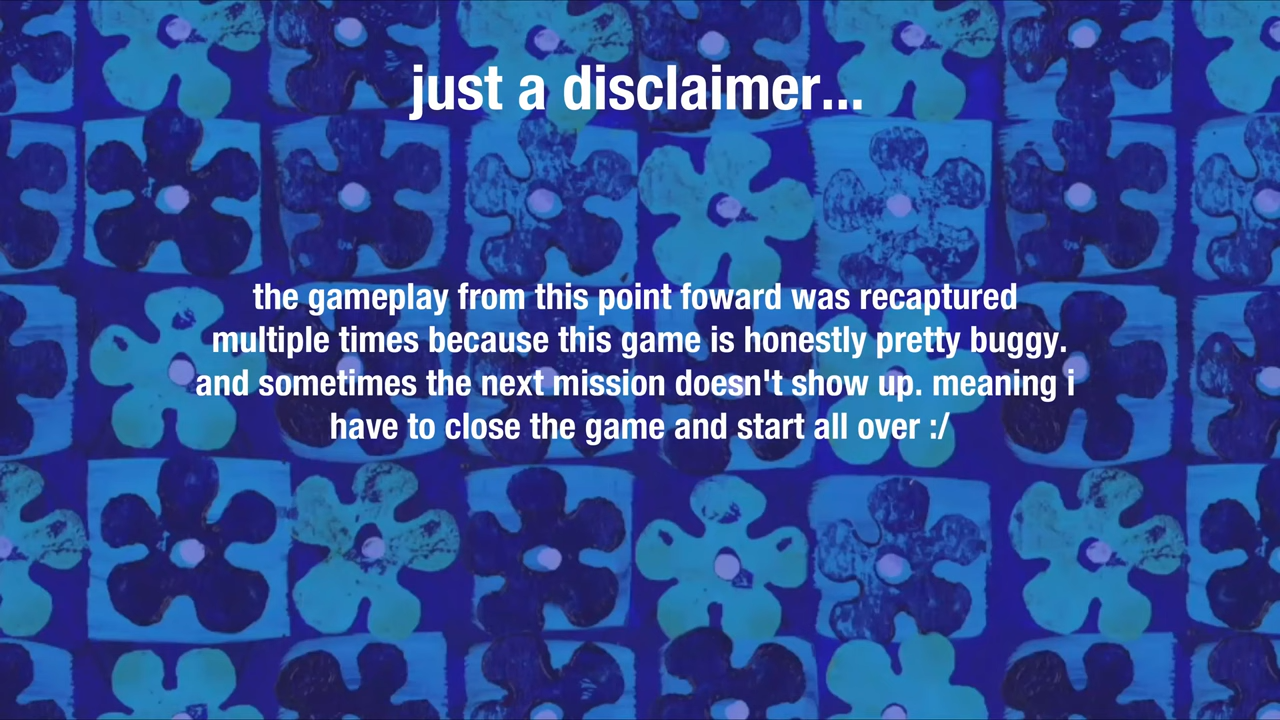 just a disclaimer...
the gameplay from this point foward was recaptured
multiple times because this game is honestly pretty buggy.
and sometimes the next mission doesn't show up. meaning i
have to close the game and start all over :/